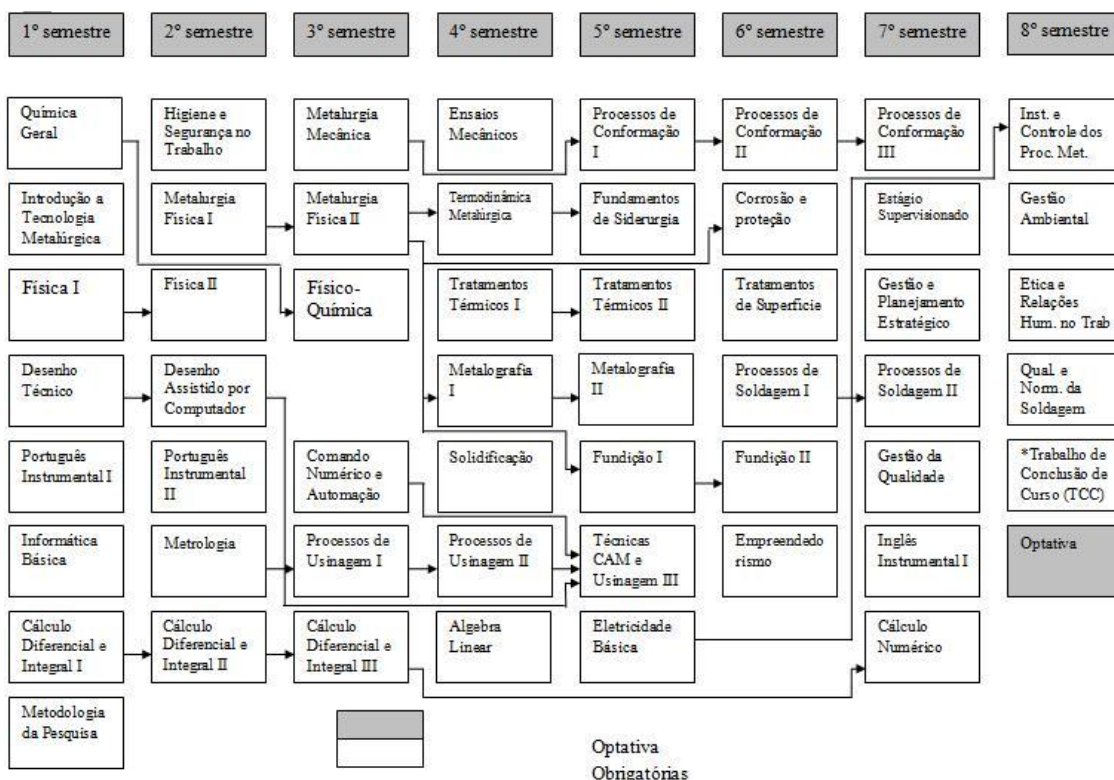 1º semestre
2º semestre
3º semestre
4º semestre
5º semestre
6º semestre
7º semestre
8º semestre
Química
Geral
Higiene e
Segurança no
Trabalho
Metalurgia
Mecânica
Ensaios
Mecânicos
Processos de
Conformação
I
Processos de
Conformação
II
Processos de
Conformação
III
Inst. e
Controle dos
Proc. Met.
Introdução a
Tecnologia
Metalúrgica
Metalurgia
Física I
Metalurgia
Física II
Termodinâmica
Metalúrgica
Fundamentos
de Siderurgia
Corrosão e
proteção
Estágio
Supervisionado
Gestão
Ambiental
Física I
Física II
Físico-
Química
Tratamentos
Térmicos I
Tratamentos
Térmicos II
Tratamentos
de Superfície
Gestão e
Planejamento
Estratégico
Etica e
Relações
Hum. no Trab
Desenho
Técnico
Desenho
Assistido por
Computador
Metalografia
I
Metalografia
II
Processos de
Soldagem I
Processos de
Soldagem II
Qual. e
Norm. da
Soldagem
Português
Instrumental I
Português
Instrumental
II
Comando
Numérico e
Automação
Solidificação
Fundição I
Fundição II
Gestão da
Qualidade
*Trabalho de
Conclusão de
Curso (TCC)
Informática
Básica
Metrologia
Processos de
Usinagem I
Processos de
Usinagem II
Técnicas
CAM e
Usinagem III
Empreendedo
rismo
Inglês
Instrumental I
Optativa
Cálculo
Diferencial e
Integral I
Cálculo
Diferencial e
Integral II
Cálculo
Diferencial e
Integral III
Algebra
Linear
Eletricidade
Básica
Cálculo
Numérico
Metodologia
da Pesquisa
Optativa
Obrigatórias